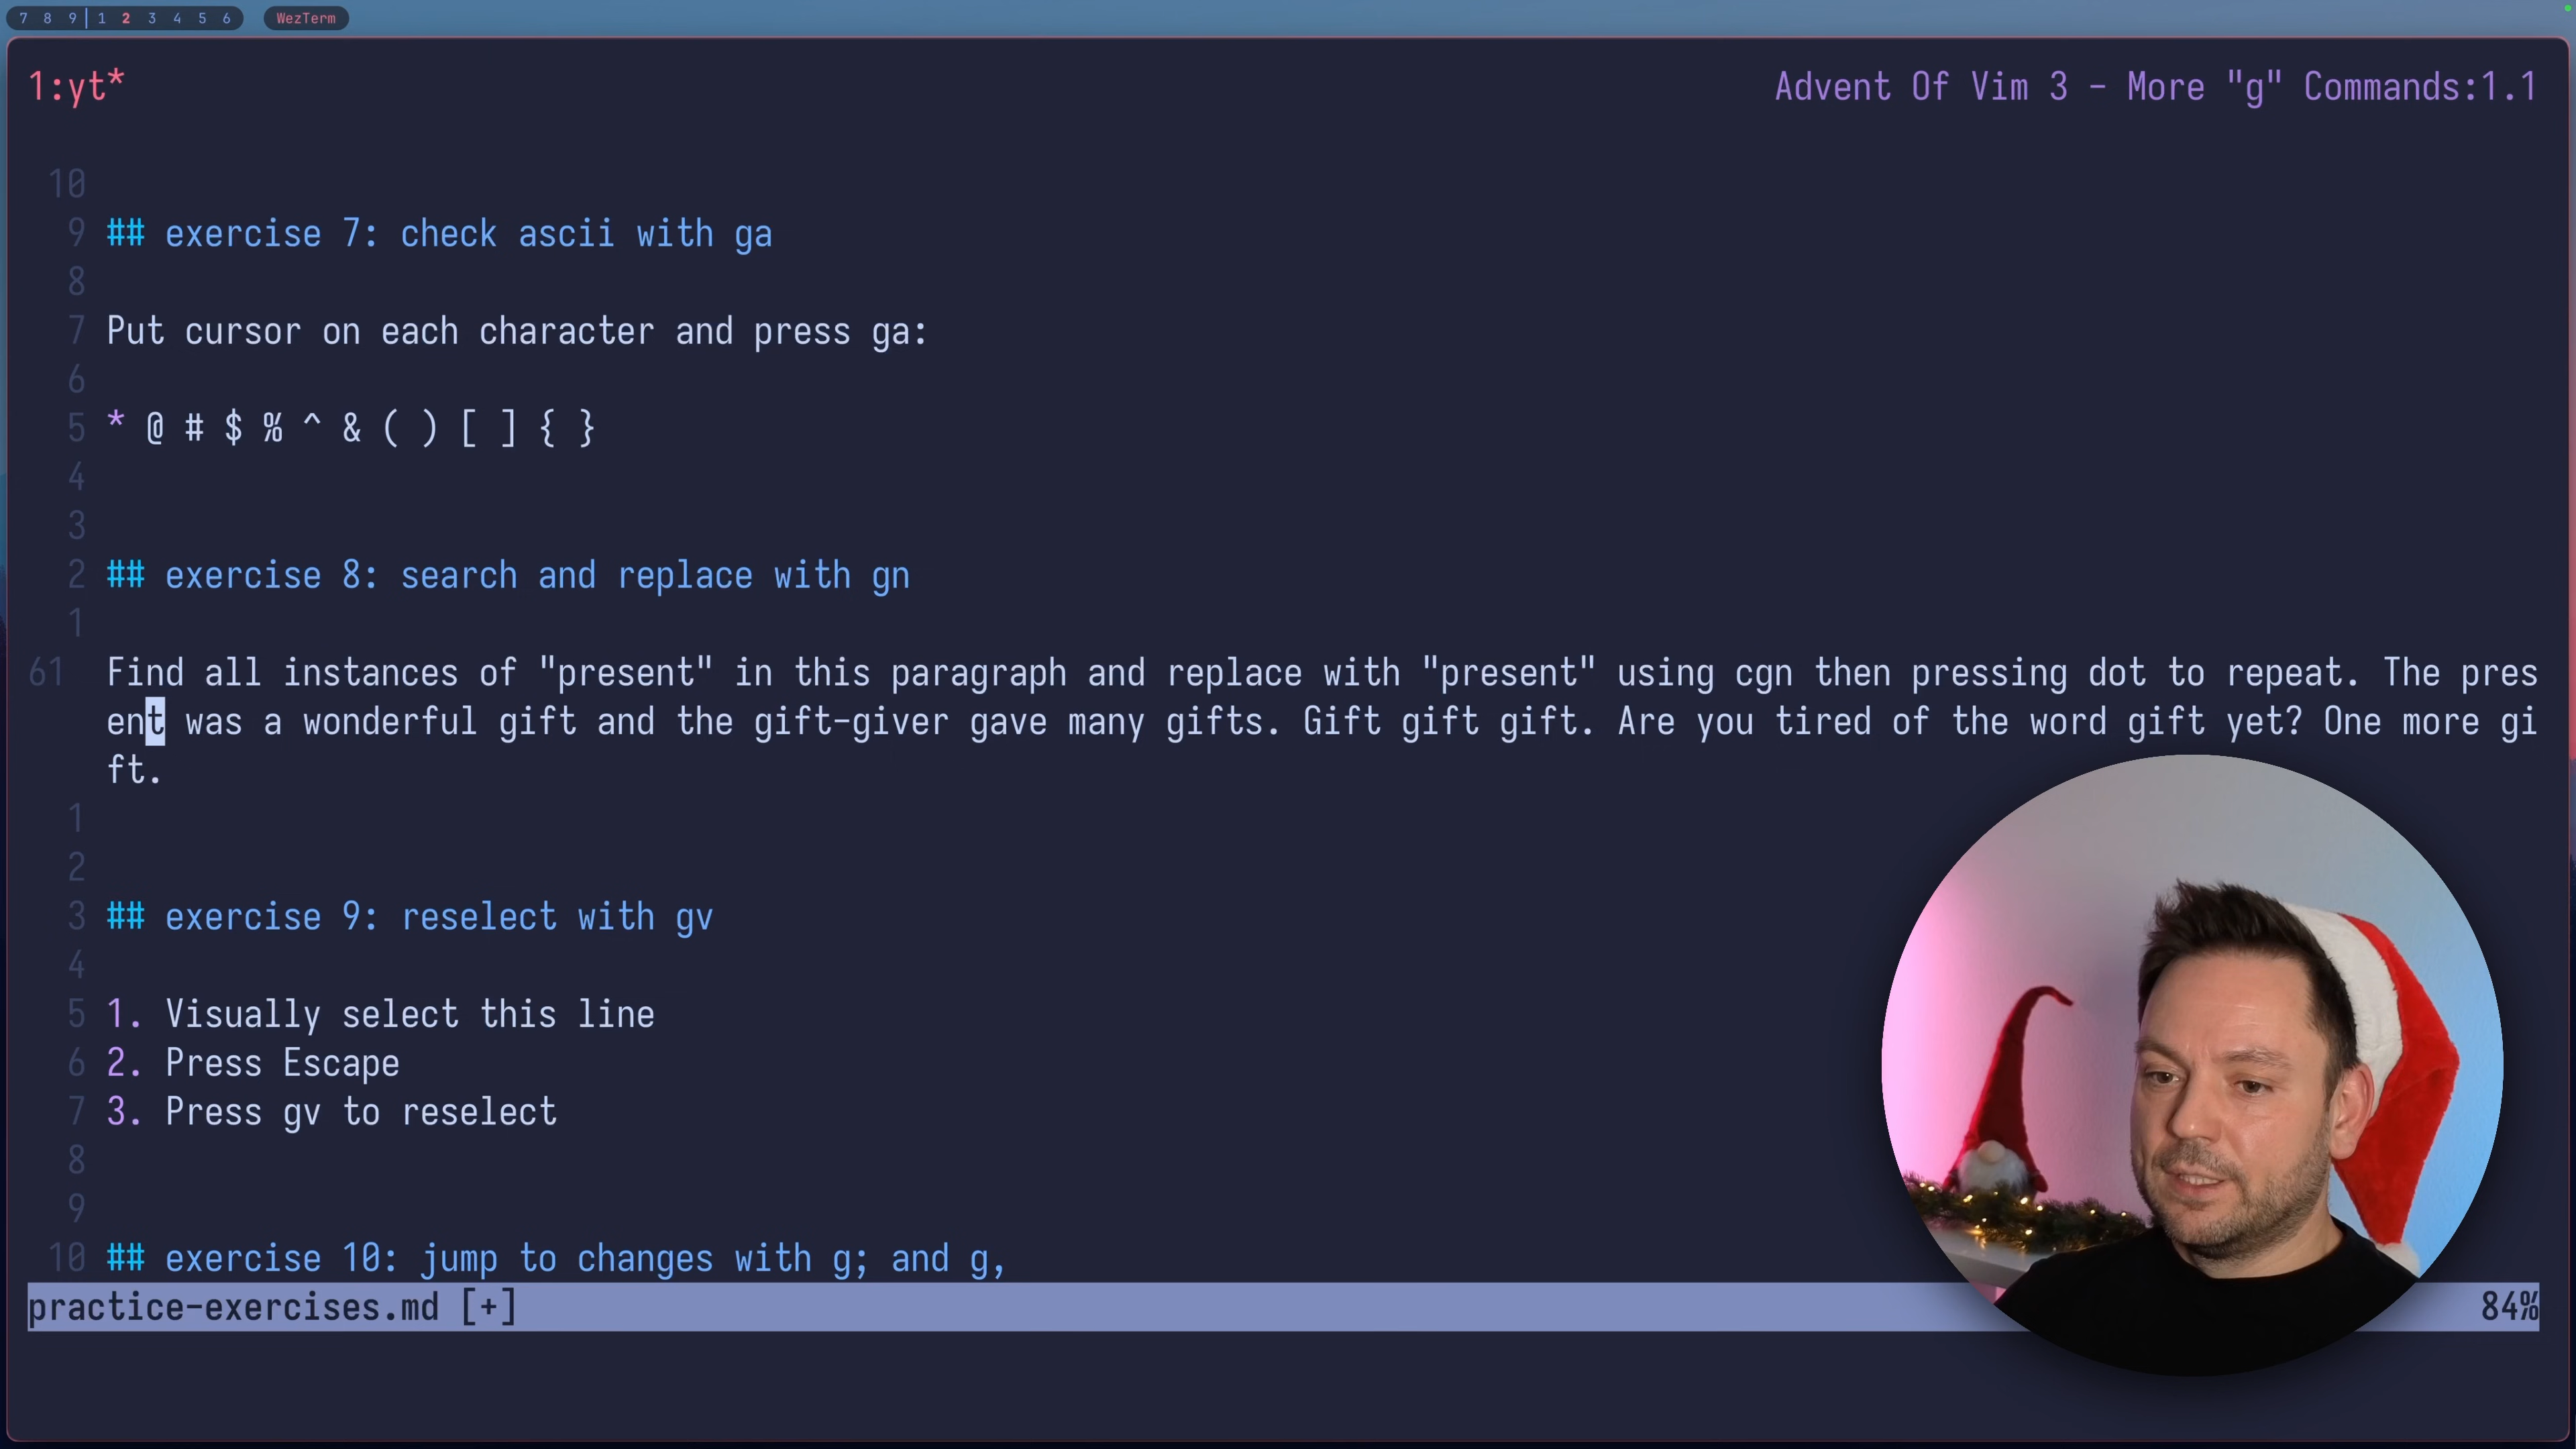 7 8 9 | 1 2 3 4 5 6 WezTerm
1:yt* Advent Of Vim 3 - More "g" Commands:1.1
10
9 ## exercise 7: check ascii with ga
8
7 Put cursor on each character and press ga:
6
5 * @ # $ % ^ & ( ) [ ] { }
4
3
2 ## exercise 8: search and replace with gn
1
61 Find all instances of "present" in this paragraph and replace with "present" using cgn then pressing dot to repeat. The pres
ent was a wonderful gift and the gift-giver gave many gifts. Gift gift gift. Are you tired of the word gift yet? One more gi
ft.
1
2
3 ## exercise 9: reselect with gv
4
5 1. Visually select this line
6 2. Press Escape
7 3. Press gv to reselect
8
9
10 ## exercise 10: jump to changes with g; and g,
practice-exercises.md [+] 84%